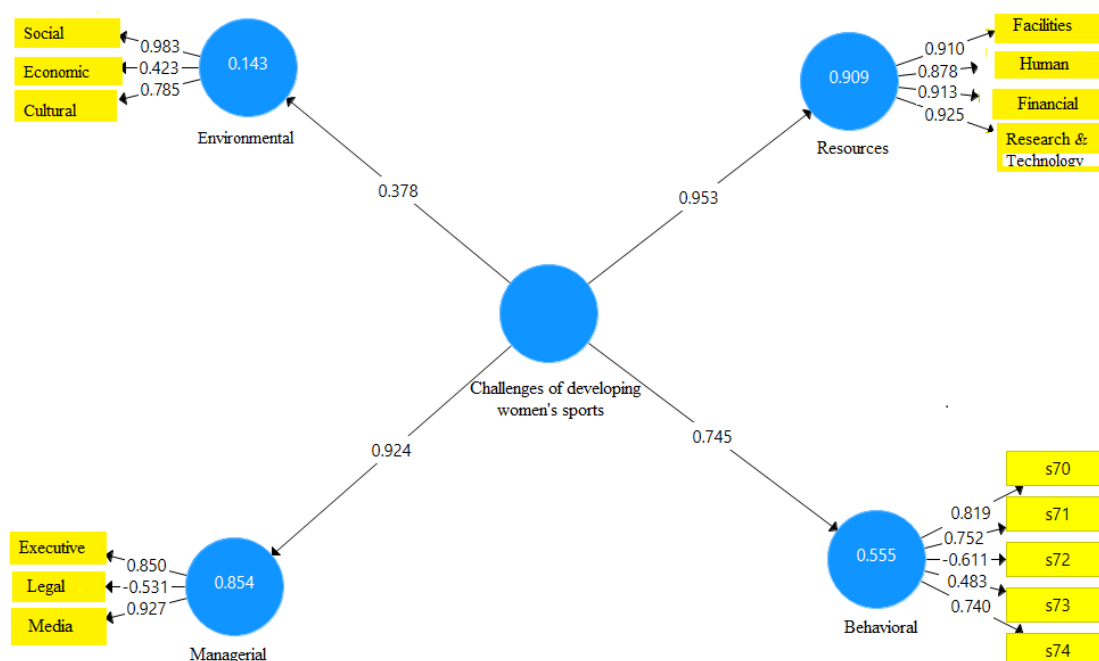 Social
Economic
Cultural
0.983
0.423
0.785
0.143
Environmental
0.909
Resources
0.910
0.878
0.913
0.925
Facilities
Human
Financial
Research &
Technology
0.378
0.953
Challenges of developing
women's sports
0.924
0.745
Executive
Legal
Media
0.850
-0.531
0.927
0.854
Managerial
0.555
Behavioral
0.819
0.752
-0.611
0.483
0.740
s70
s71
s72
s73
s74